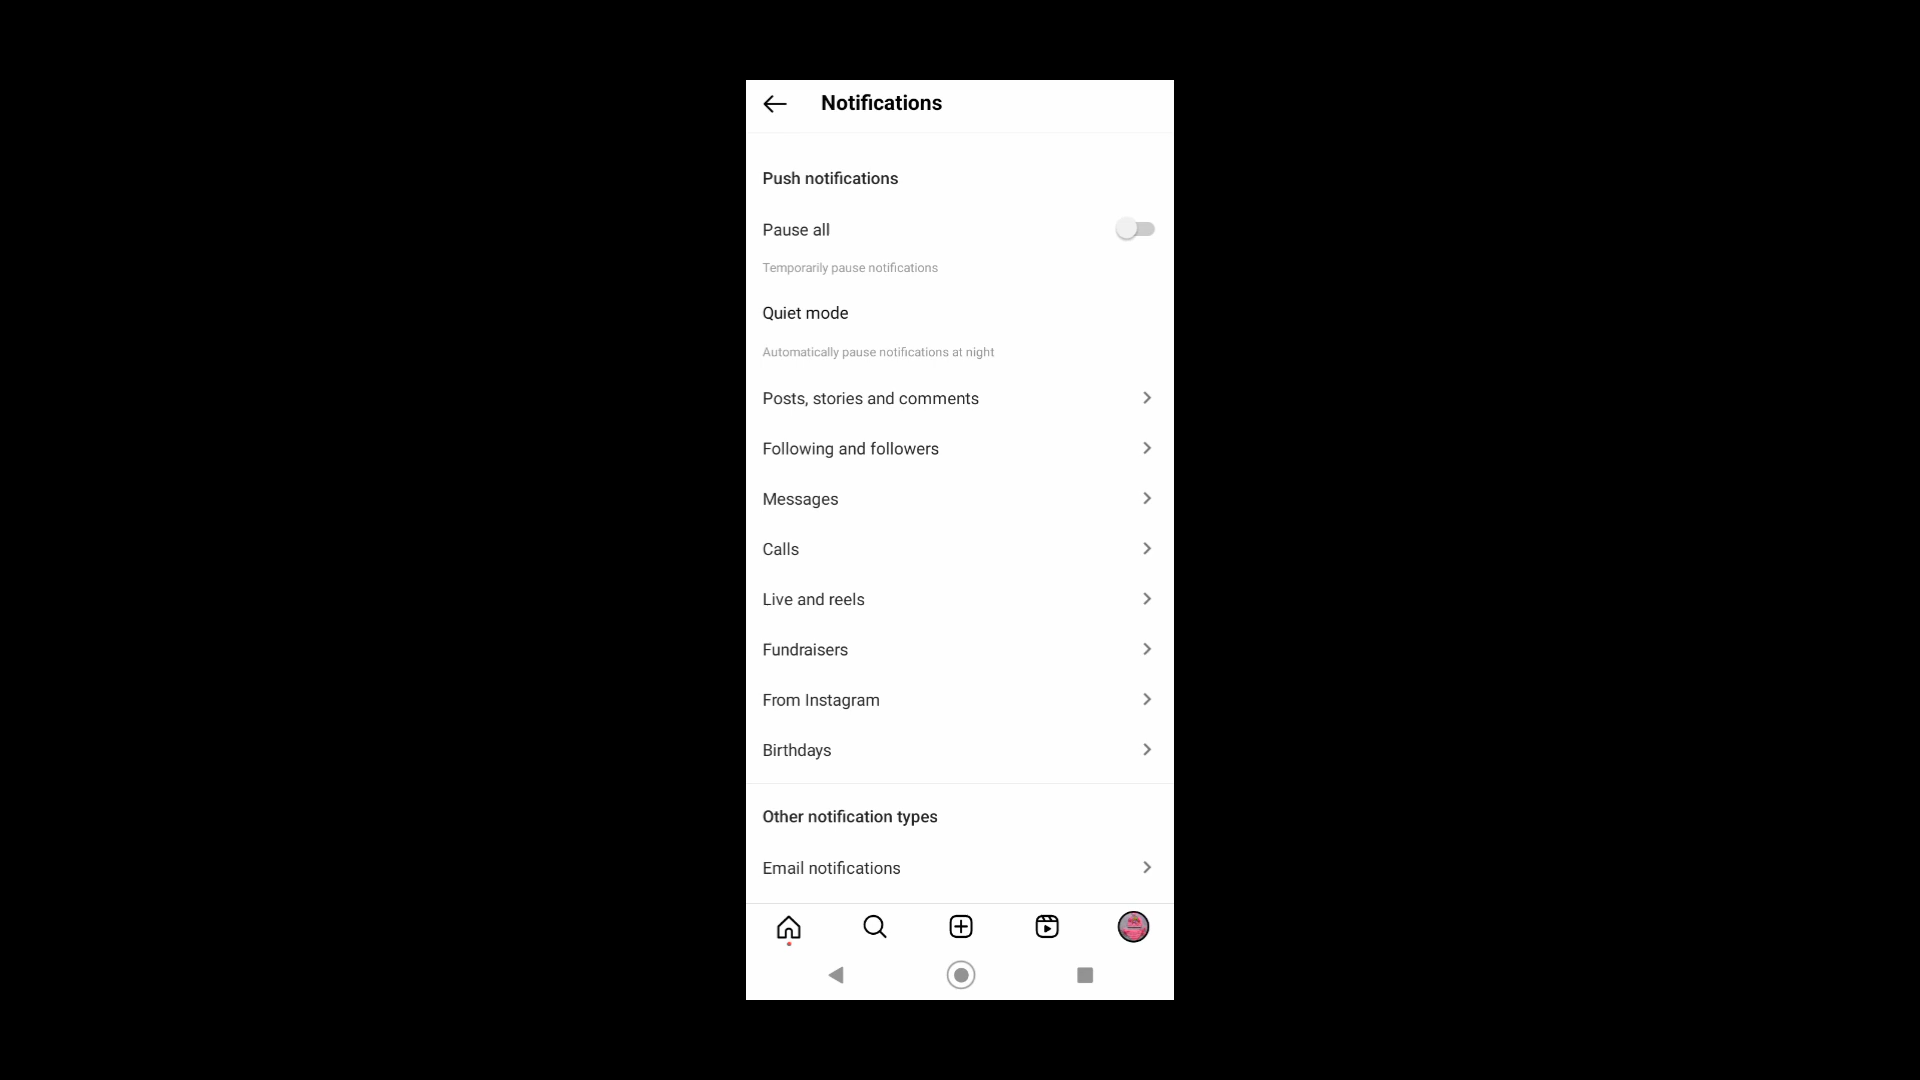 Notifications
Push notifications
Pause all
Temporarily pause notifications
Quiet mode
Automatically pause notifications at night
Posts, stories and comments
Following and followers
Messages
Calls
Live and reels
Fundraisers
From Instagram
Birthdays
Other notification types
Email notifications